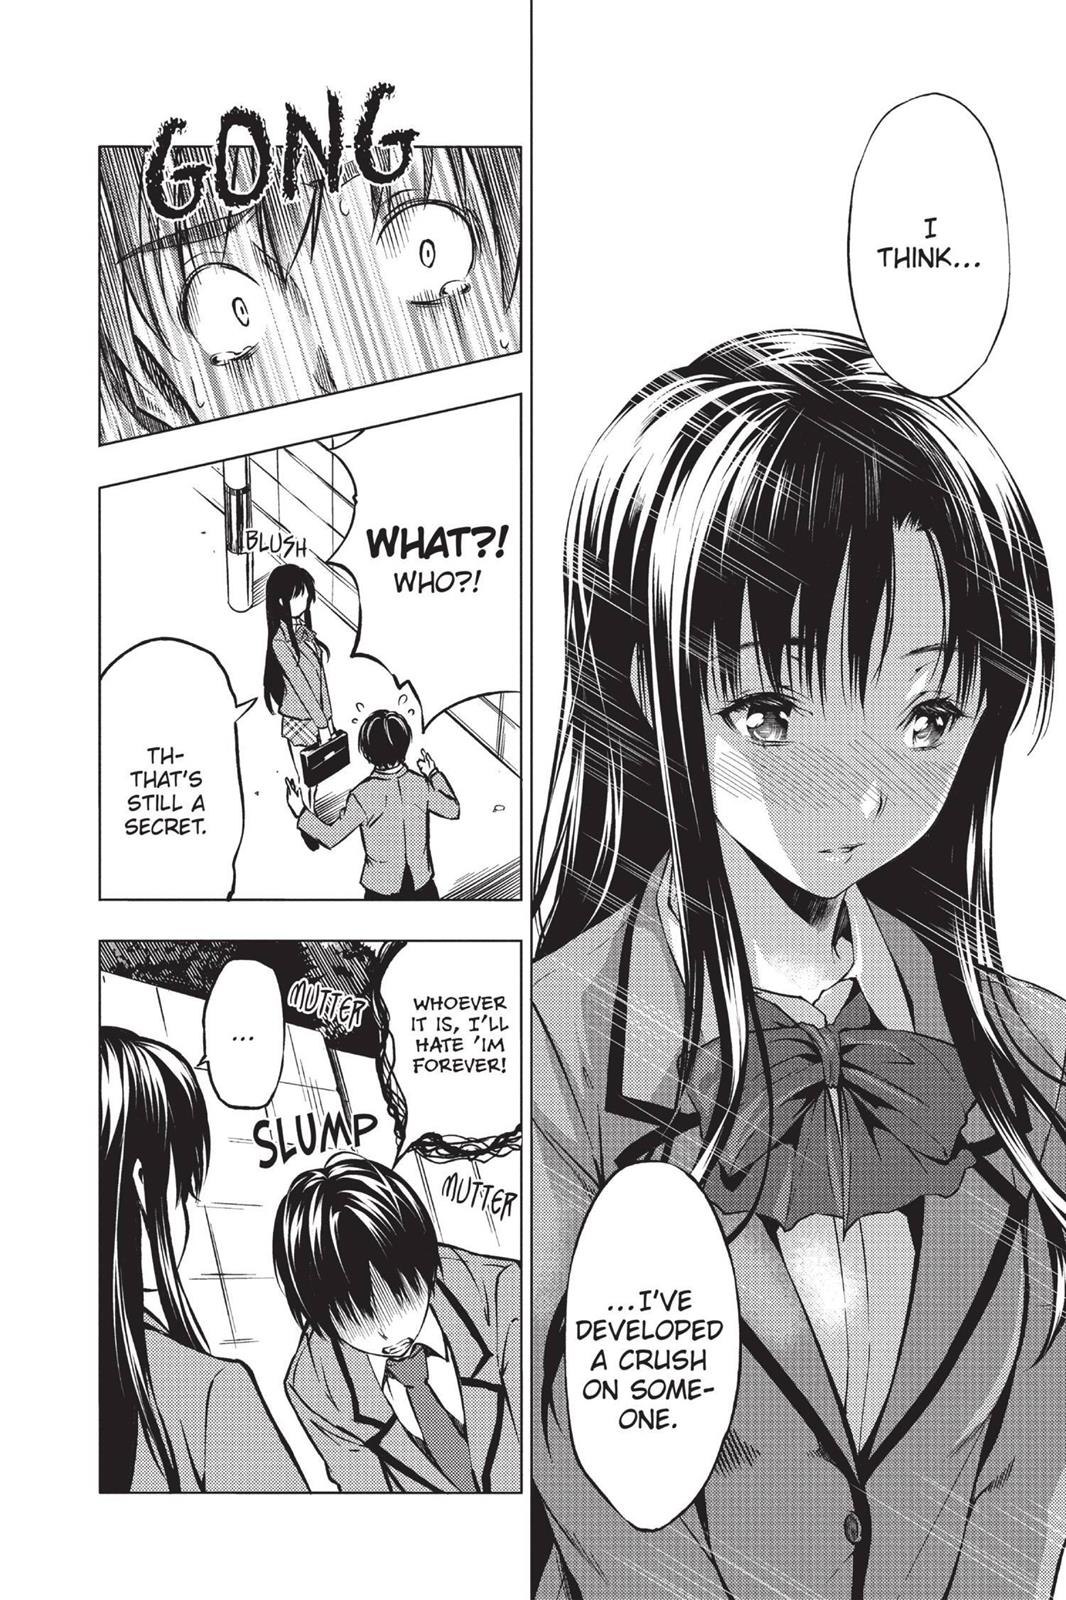 I
THINK...
...I'VE
DEVELOPED
A CRUSH
ON SOME-
ONE.
GONG
WHAT?!
WHO?!
BLUSH
TH-
THAT'S
STILL A
SECRET.
WHOEVER
IT IS, I'LL
HATE 'IM
FOREVER!
MUTTER
...
SLUMP
MUTTER